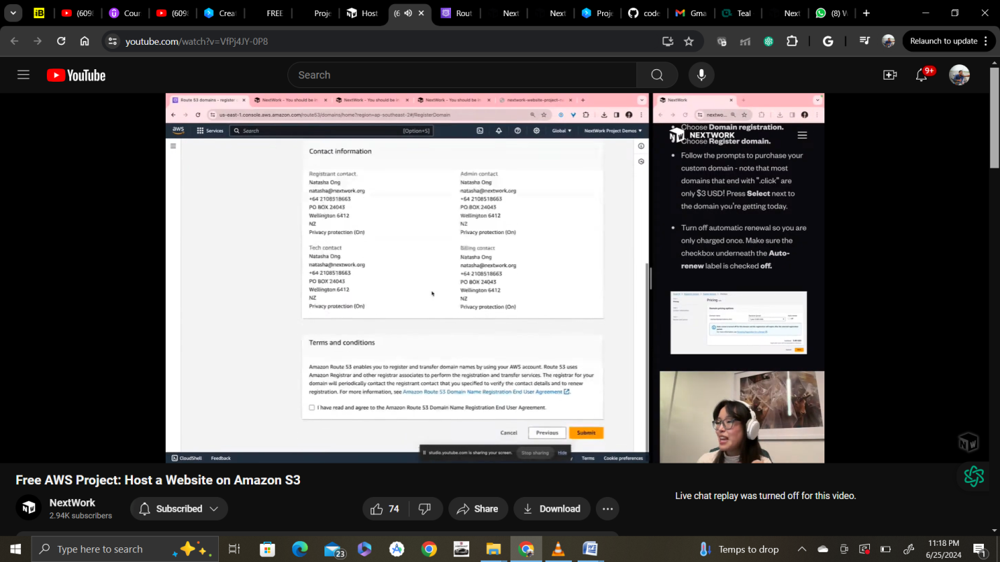 (609
Cour
(609
Crea
FREE
Proje
Host
(6
Rout
Next
Next
Proje
code
Gma
Teal
Next
(8) W
youtube.com/watch?v=VfPj4JY-0P8
Relaunch to update
YouTube
Search
9+
Route 53 domains - register
NextWork - You should be in
NextWork - You should be in
NextWork - You should be in
nextwork-website-project-n
us-east-1.console.aws.amazon.com/route53/domains/home?region=ap-southeast-2#/RegisterDomain
aws
Services
Search
[Option+S]
Global
NextWork Project Demos
Contact information
Registrant contact
Natasha Ong
natasha@nextwork.org
+64 2108518663
PO BOX 24043
Wellington 6412
NZ
Privacy protection (On)
Admin contact
Natasha Ong
natasha@nextwork.org
+64 2108518663
PO BOX 24043
Wellington 6412
NZ
Privacy protection (On)
Tech contact
Natasha Ong
natasha@nextwork.org
+64 2108518663
PO BOX 24043
Wellington 6412
NZ
Privacy protection (On)
Billing contact
Natasha Ong
natasha@nextwork.org
+64 2108518663
PO BOX 24043
Wellington 6412
NZ
Privacy protection (On)
Terms and conditions
Amazon Route 53 enables you to register and transfer domain names by using your AWS account. Route 53 uses
Amazon Registrar and other registrar associates to perform the registration and transfer services. The registrar for your
domain will periodically contact the registrant contact that you specified to verify the contact details and to renew
registration. For more information, see Amazon Route 53 Domain Name Registration End User Agreement.
I have read and agree to the Amazon Route 53 Domain Name Registration End User Agreement.
Cancel
Previous
Submit
studio.youtube.com is sharing your screen.
Stop sharing
Hide
CloudShell
Feedback
Terms
Cookie preferences
NextWork
nextwo...
NEXTWORK
Choose Domain registration.
Choose Register domain.
• Follow the prompts to purchase your
custom domain - note that most
domains that end with ".click" are
only $3 USD! Press Select next to
the domain you're getting today.
• Turn off automatic renewal so you are
only charged once. Make sure the
checkbox underneath the Auto-
renew label is checked off.
Pricing
Free AWS Project: Host a Website on Amazon S3
NextWork
2.94K subscribers
Subscribed
74
Share
Download
Live chat replay was turned off for this video.
Type here to search
23
Temps to drop
11:18 PM
6/25/2024
1